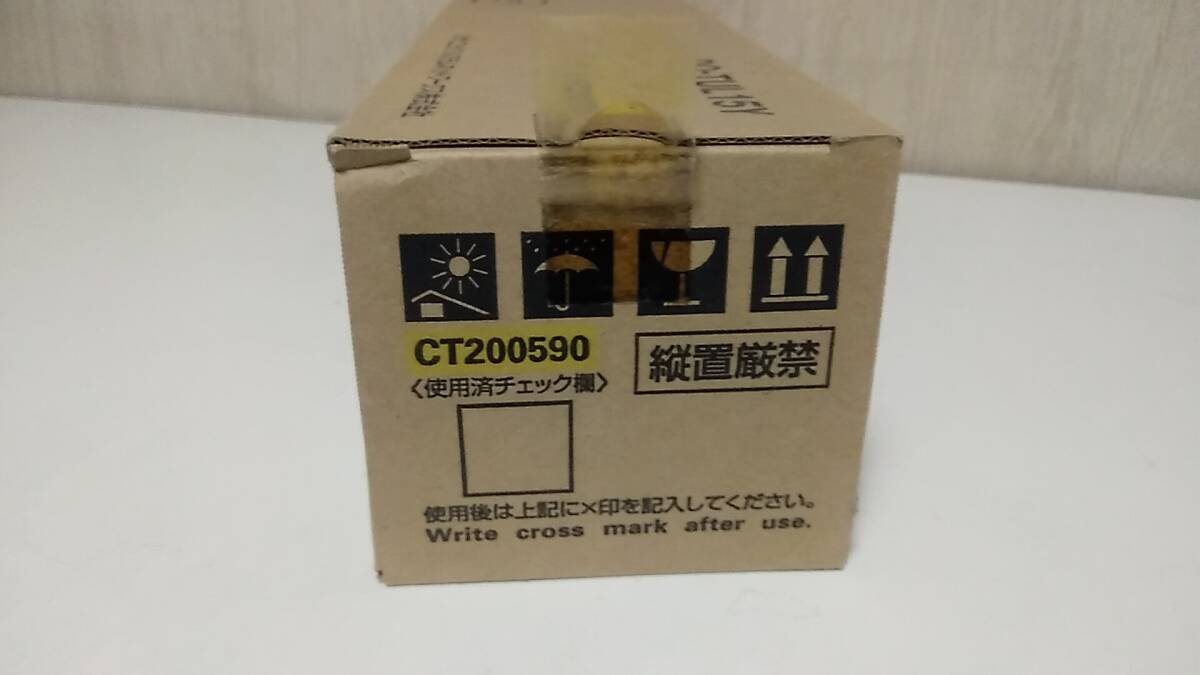 CT200590
〈使用済チェック欄〉
縦置厳禁
使用後は上記に×印を記入してください。
Write cross mark after use.